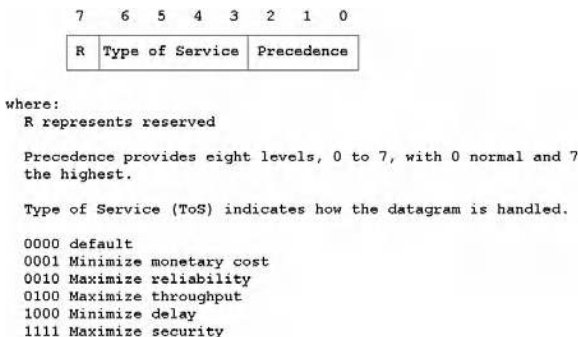 7 6 5 4 3 2 1 0
R Type of Service Precedence
where:
R represents reserved
Precedence provides eight levels, 0 to 7, with 0 normal and 7
the highest.
Type of Service (ToS) indicates how the datagram is handled.
0000 default
0001 Minimize monetary cost
0010 Maximize reliability
0100 Maximize throughput
1000 Minimize delay
1111 Maximize security